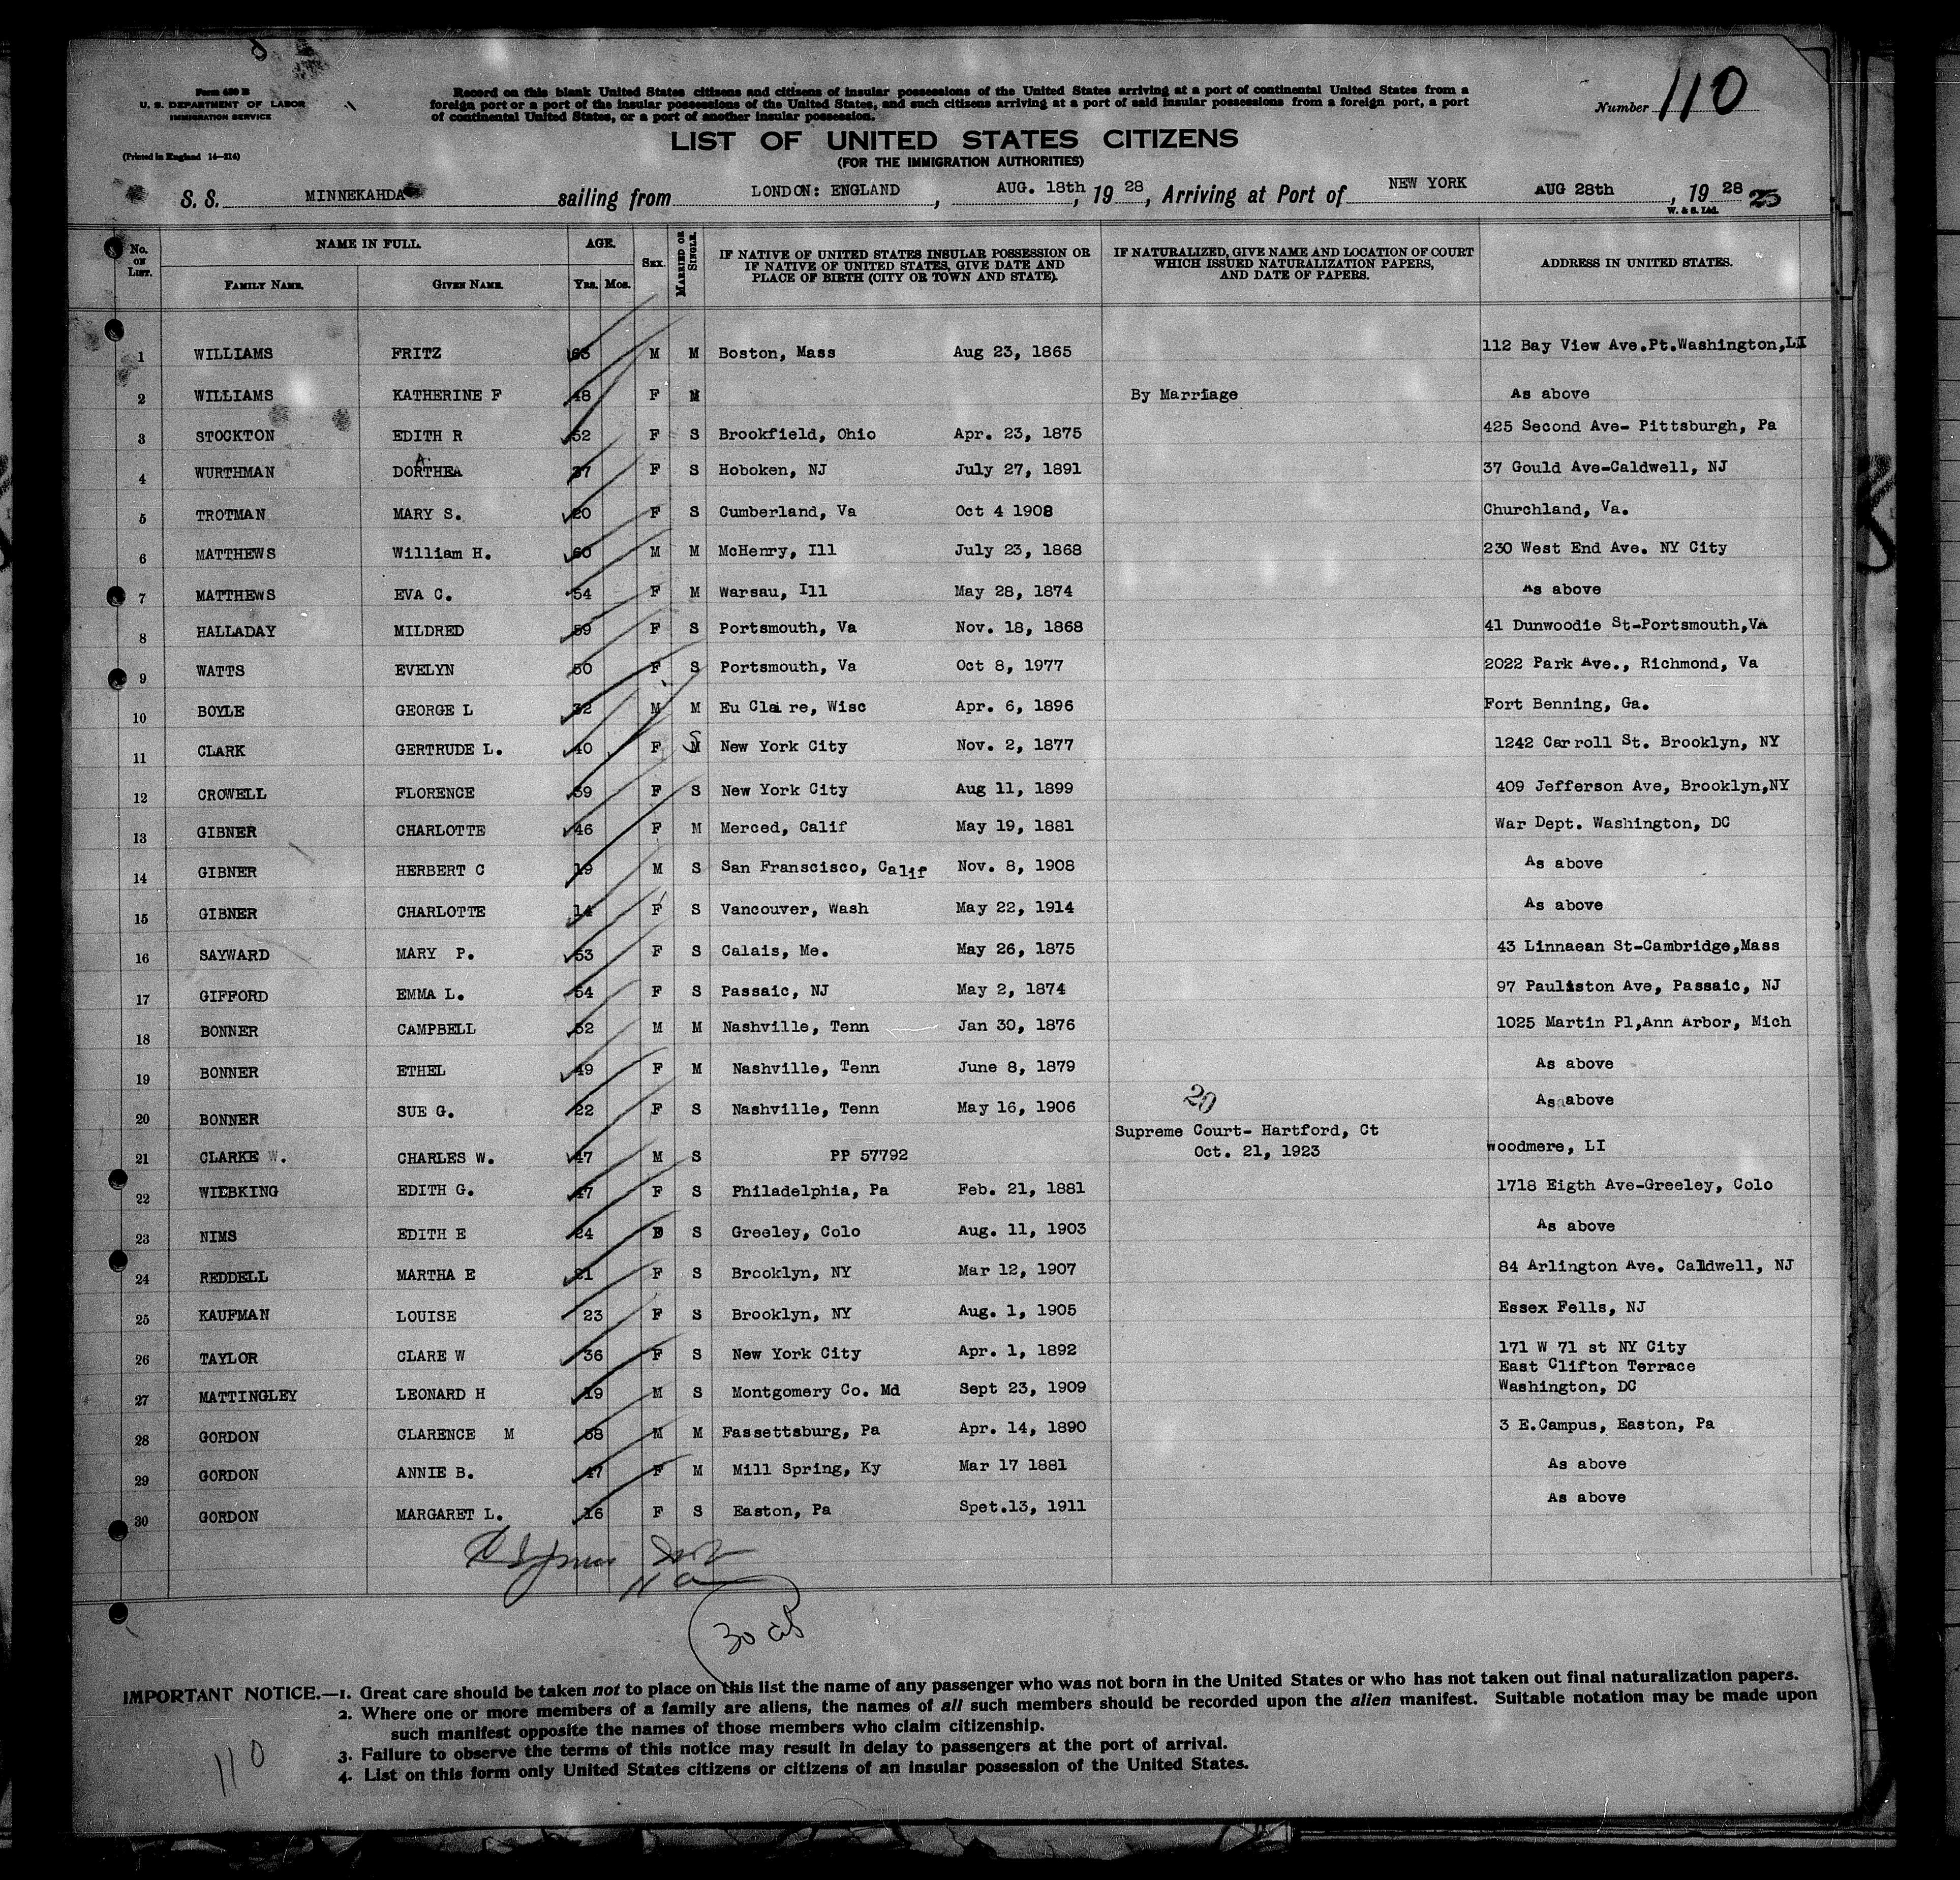 Form 630 B
U. S. DEPARTMENT OF LABOR
IMMIGRATION SERVICE
(Printed in England 14—214)
Record on this blank United States citizens and citizens of insular possessions of the United States arriving at a port of continental United States from a
foreign port or a port of the insular possessions of the United States, and such citizens arriving at a port of said insular possessions from a foreign port, a port
of continental United States, or a port of another insular possession.
Number 110
LIST OF UNITED STATES CITIZENS
(FOR THE IMMIGRATION AUTHORITIES)
S. S. MINNEKAHDA sailing from LONDON: ENGLAND, AUG. 18th, 19 28, Arriving at Port of NEW YORK AUG 28th, 19 28 25
W. & S. Ltd.
No. ON LIST. NAME IN FULL. FAMILY NAME. GIVEN NAME. AGE. YRS. MOS. SEX. MARRIED OR SINGLE. IF NATIVE OF UNITED STATES INSULAR POSSESSION OR IF NATIVE OF UNITED STATES, GIVE DATE AND PLACE OF BIRTH (CITY OR TOWN AND STATE). IF NATURALIZED, GIVE NAME AND LOCATION OF COURT WHICH ISSUED NATURALIZATION PAPERS, AND DATE OF PAPERS. ADDRESS IN UNITED STATES.
1 WILLIAMS FRITZ 63 M M Boston, Mass Aug 23, 1865 112 Bay View Ave.Pt.Washington,LI
2 WILLIAMS KATHERINE F 48 F M By Marriage As above
3 STOCKTON EDITH R 52 F S Brookfield, Ohio Apr. 23, 1875 425 Second Ave- Pittsburgh, Pa
4 WURTHMAN DORTHEA A. 37 F S Hoboken, NJ July 27, 1891 37 Gould Ave-Caldwell, NJ
5 TROTMAN MARY S. 20 F S Cumberland, Va Oct 4 1908 Churchland, Va.
6 MATTHEWS William H. 60 M M McHenry, Ill July 23, 1868 230 West End Ave. NY City
7 MATTHEWS EVA C. 54 F M Warsau, Ill May 28, 1874 As above
8 HALLADAY MILDRED 59 F S Portsmouth, Va Nov. 18, 1868 41 Dunwoodie St-Portsmouth,VA
9 WATTS EVELYN 50 F S Portsmouth, Va Oct 8, 1977 2022 Park Ave., Richmond, Va
10 BOYLE GEORGE L 32 M M Eu Claire, Wisc Apr. 6, 1896 Fort Benning, Ga.
11 CLARK GERTRUDE L. 40 F M S New York City Nov. 2, 1877 1242 Carroll St. Brooklyn, NY
12 CROWELL FLORENCE 39 F S New York City Aug 11, 1899 409 Jefferson Ave, Brooklyn,NY
13 GIBNER CHARLOTTE 46 F M Merced, Calif May 19, 1881 War Dept. Washington, DC
14 GIBNER HERBERT C 19 M S San Franscisco, Calif Nov. 8, 1908 As above
15 GIBNER CHARLOTTE 14 F S Vancouver, Wash May 22, 1914 As above
16 SAYWARD MARY P. 53 F S Calais, Me. May 26, 1875 43 Linnaean St-Cambridge,Mass
17 GIFFORD EMMA L. 54 F S Passaic, NJ May 2, 1874 97 Pauliston Ave, Passaic, NJ
18 BONNER CAMPBELL 52 M M Nashville, Tenn Jan 30, 1876 1025 Martin Pl,Ann Arbor, Mich
19 BONNER ETHEL 49 F M Nashville, Tenn June 8, 1879 As above
20 BONNER SUE G. 22 F S Nashville, Tenn May 16, 1906 20 As above
21 CLARKE W. CHARLES W. 47 M S PP 57792 Supreme Court- Hartford, Ct Oct. 21, 1923 Woodmere, LI
22 WIEBKING EDITH G. 47 F S Philadelphia, Pa Feb. 21, 1881 1718 Eigth Ave-Greeley, Colo
23 NIMS EDITH E 24 F S Greeley, Colo Aug. 11, 1903 As above
24 REDDELL MARTHA E 21 F S Brooklyn, NY Mar 12, 1907 84 Arlington Ave. Caldwell, NJ
25 KAUFMAN LOUISE 23 F S Brooklyn, NY Aug. 1, 1905 Essex Fells, NJ
26 TAYLOR CLARE W 36 F S New York City Apr. 1, 1892 171 W 71 st NY City
27 MATTINGLEY LEONARD H 19 M S Montgomery Co. Md Sept 23, 1909 East Clifton Terrace Washington, DC
28 GORDON CLARENCE M 38 M M Fassettsburg, Pa Apr. 14, 1890 3 E.Campus, Easton, Pa
29 GORDON ANNIE B. 47 F M Mill Spring, Ky Mar 17 1881 As above
30 GORDON MARGARET L. 16 F S Easton, Pa Spet.13, 1911 As above
30
IMPORTANT NOTICE.—1. Great care should be taken not to place on this list the name of any passenger who was not born in the United States or who has not taken out final naturalization papers.
2. Where one or more members of a family are aliens, the names of all such members should be recorded upon the alien manifest. Suitable notation may be made upon
such manifest opposite the names of those members who claim citizenship.
3. Failure to observe the terms of this notice may result in delay to passengers at the port of arrival.
4. List on this form only United States citizens or citizens of an insular possession of the United States.
110